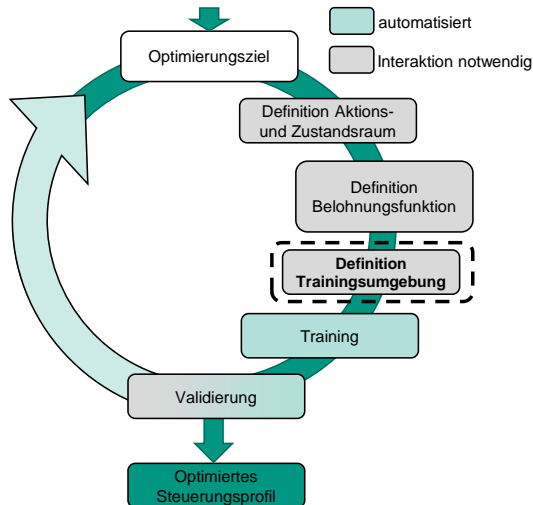 automatisiert
Interaktion notwendig
Optimierungsziel
Definition Aktions-
und Zustandsraum
Definition
Belohnungsfunktion
Definition
Trainingsumgebung
Training
Validierung
Optimiertes
Steuerungsprofil